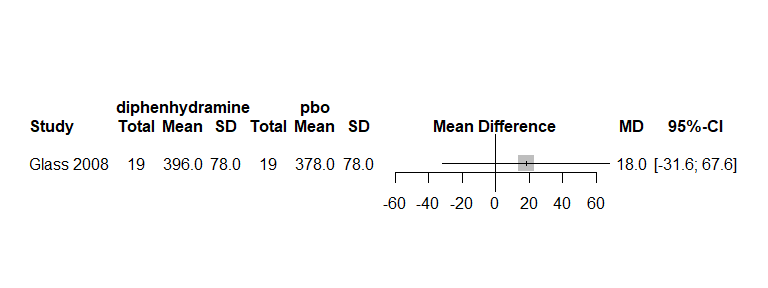 diphenhydramine pbo
Study Total Mean SD Total Mean SD Mean Difference MD 95%-CI
Glass 2008 19 396.0 78.0 19 378.0 78.0 18.0 [-31.6; 67.6]
-60 -40 -20 0 20 40 60